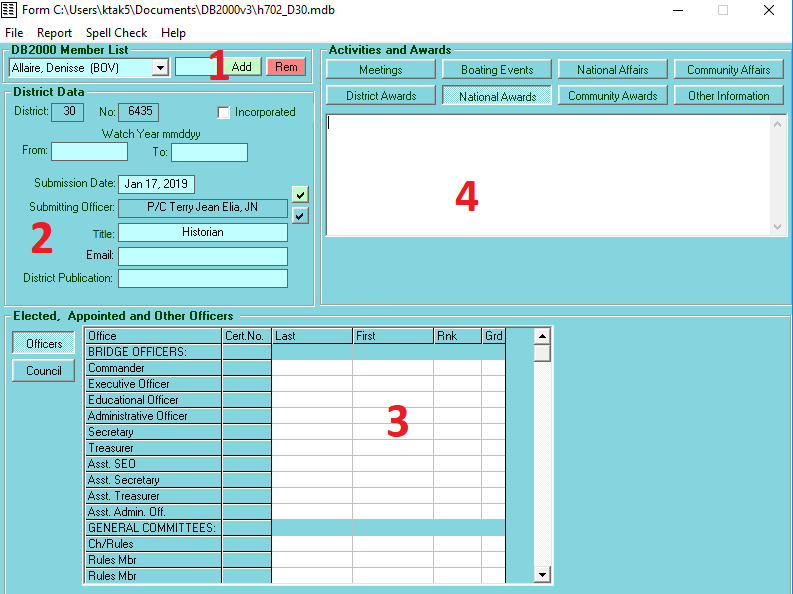 Form C:\Users\ktak5\Documents\DB2000v3\h702_D30.mdb
File Report Spell Check Help
DB2000 Member List
Allaire, Denisse (BOV) 1 Add Rem
District Data
District: 30 No: 6435 Incorporated
Watch Year mmddyy
From: To:
Submission Date: Jan 17, 2019
Submitting Officer: P/C Terry Jean Elia, JN
2
Title: Historian
Email:
District Publication:
Activities and Awards
Meetings Boating Events National Affairs Community Affairs
District Awards National Awards Community Awards Other Information
4
Elected, Appointed and Other Officers
Officers
Council
Office Cert.No. Last First Rnk Grd
BRIDGE OFFICERS:
Commander
Executive Officer
Educational Officer
Administrative Officer
3
Secretary
Treasurer
Asst. SEO
Asst. Secretary
Asst. Treasurer
Asst. Admin. Off.
GENERAL COMMITTEES:
Ch/Rules
Rules Mbr
Rules Mbr